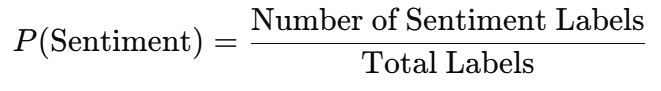 P(Sentiment) = Number of Sentiment Labels
Total Labels